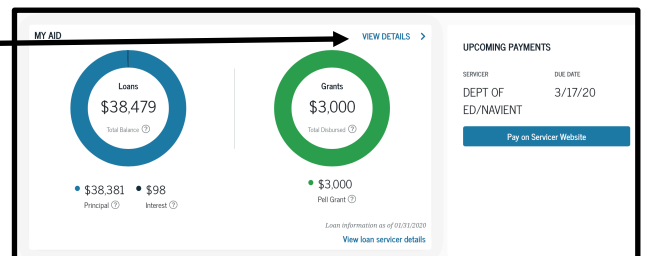 MY AID
VIEW DETAILS >
Loans
$38,479
Total Balance ?
Grants
$3,000
Total Disbursed ?
$38,381 $98
Principal ? Interest ?
$3,000
Pell Grant ?
Loan information as of 01/31/2020
View loan servicer details
UPCOMING PAYMENTS
SERVICER DUE DATE
DEPT OF 3/17/20
ED/NAVIENT
Pay on Servicer Website